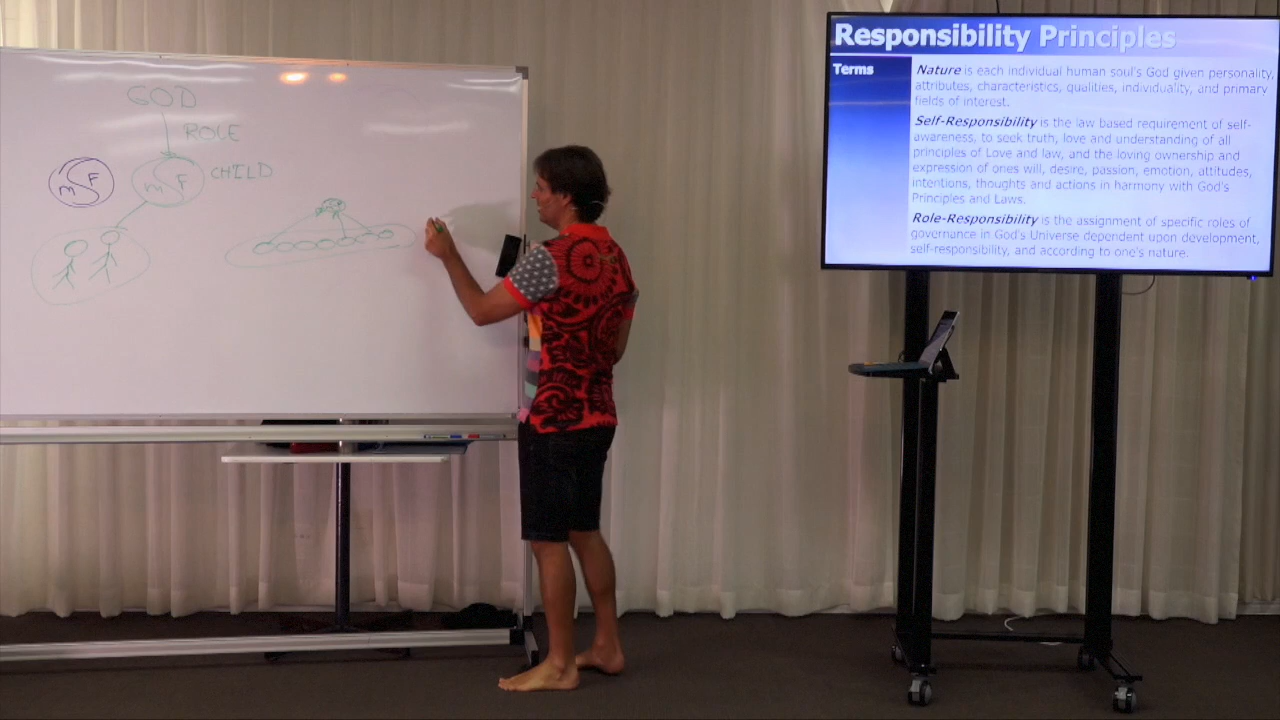 GOD
ROLE
CHILD
m F
m F
Responsibility Principles
Terms
Nature is each individual human soul's God given personality,
attributes, characteristics, qualities, individuality, and primary
fields of interest.
Self-Responsibility is the law based requirement of self-
awareness, to seek truth, love and understanding of all
principles of Love and law, and the loving ownership and
expression of ones will, desire, passion, emotion, attitudes,
intentions, thoughts and actions in harmony with God's
Principles and Laws.
Role-Responsibility is the assignment of specific roles of
governance in God's Universe dependent upon development,
self-responsibility, and according to one's nature.